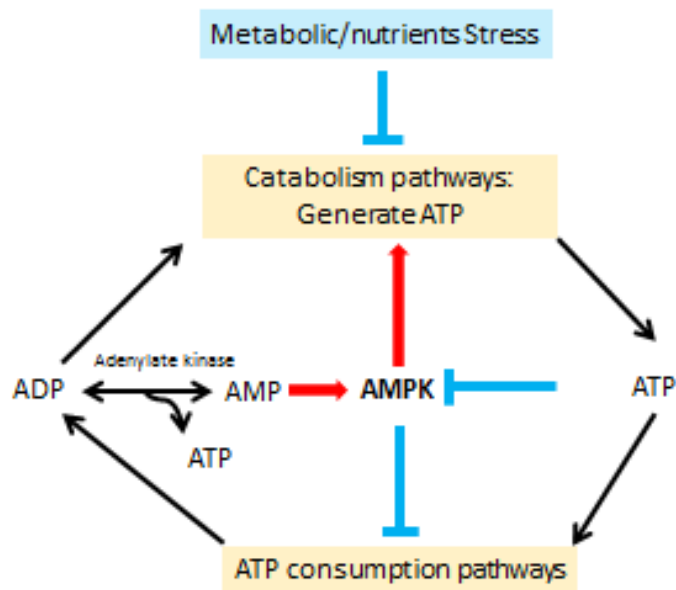 Metabolic/nutrients Stress
Catabolism pathways:
Generate ATP
Adenylate kinase
ADP
AMP
AMPK
ATP
ATP
ATP consumption pathways